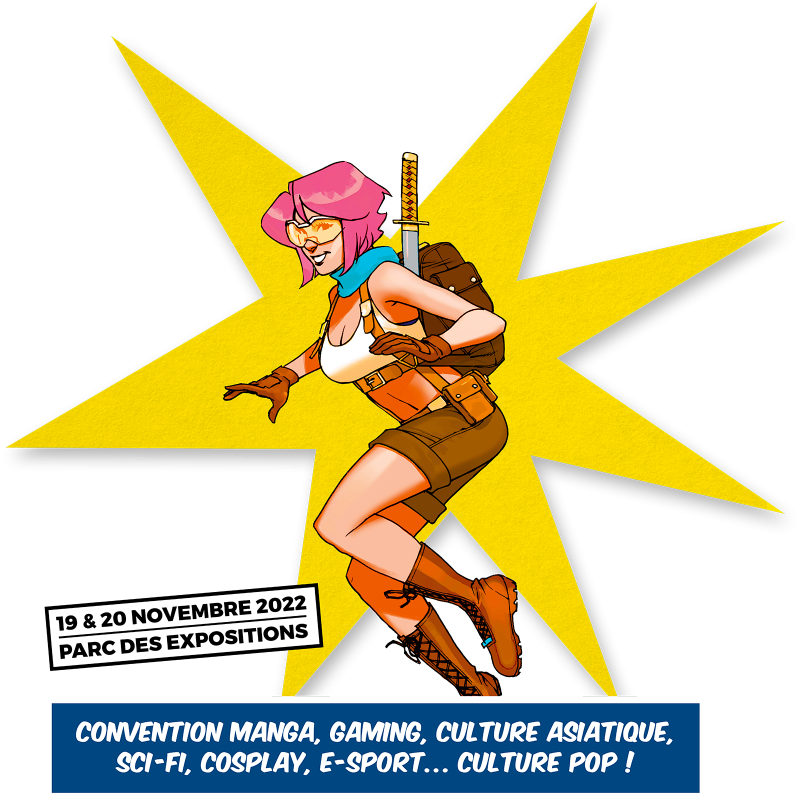 19 & 20 NOVEMBRE 2022
PARC DES EXPOSITIONS
CONVENTION MANGA, GAMING, CULTURE ASIATIQUE,
SCI-FI, COSPLAY, E-SPORT... CULTURE POP !